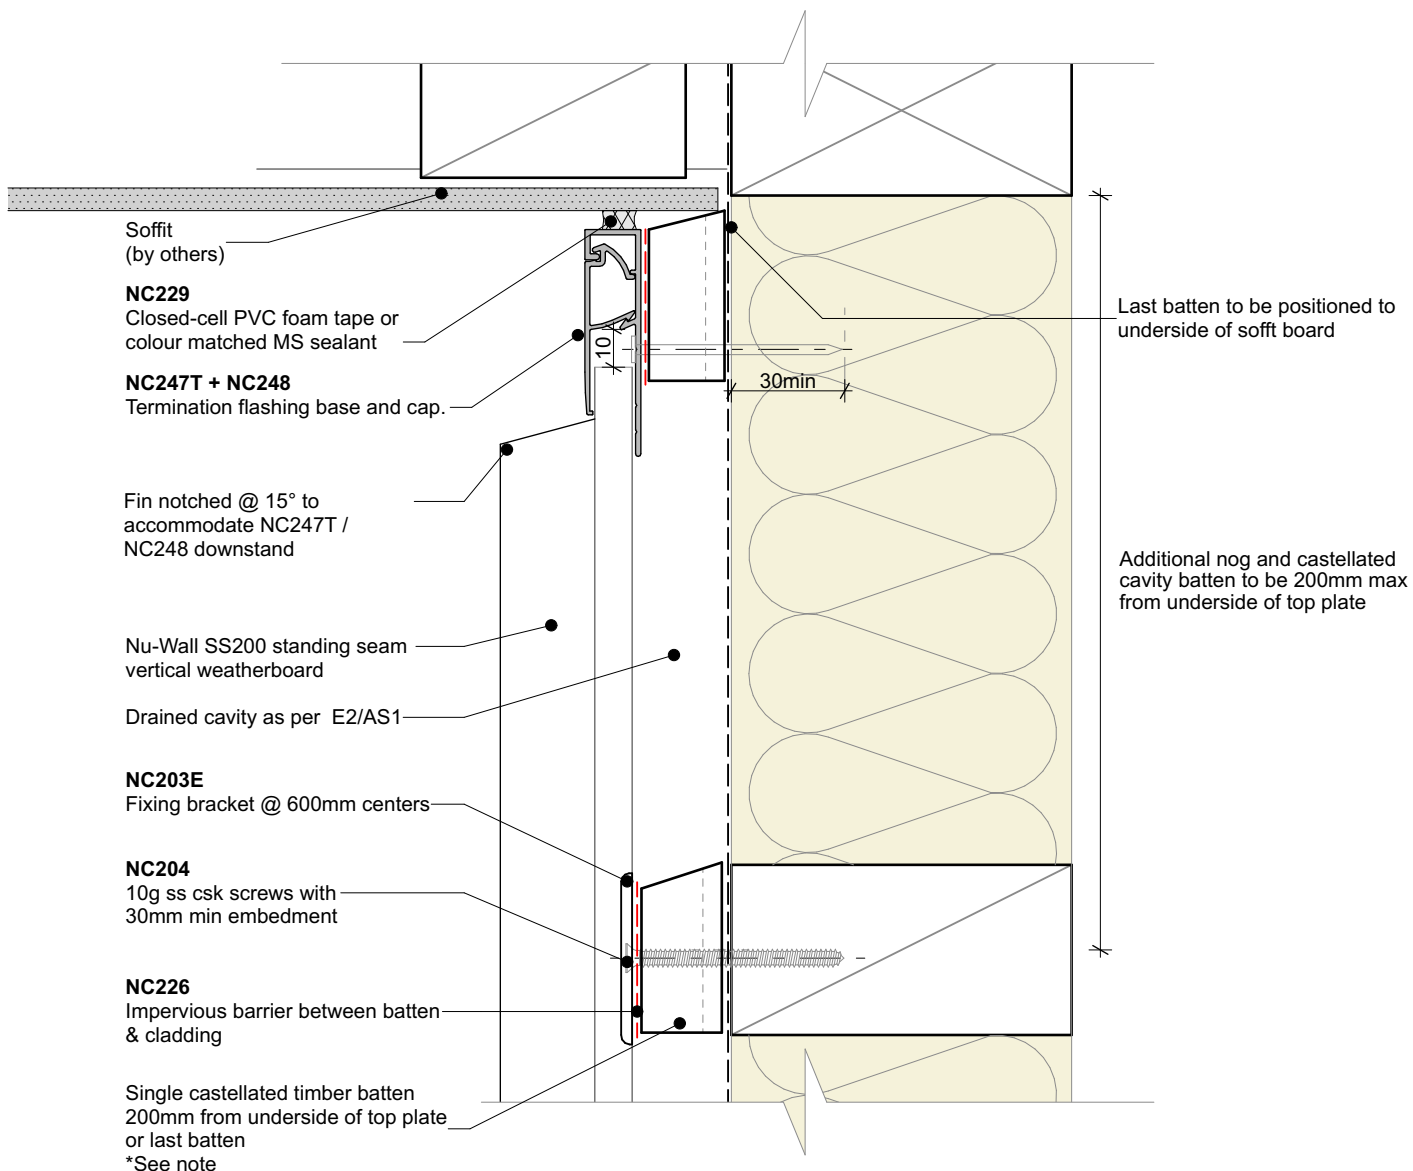 Soffit
(by others)
NC229
Closed-cell PVC foam tape or
colour matched MS sealant
NC247T + NC248
Termination flashing base and cap.
10
30min
Last batten to be positioned to
underside of sofft board
Fin notched @ 15° to
accommodate NC247T /
NC248 downstand
Additional nog and castellated
cavity batten to be 200mm max
from underside of top plate
Nu-Wall SS200 standing seam
vertical weatherboard
Drained cavity as per E2/AS1
NC203E
Fixing bracket @ 600mm centers
NC204
10g ss csk screws with
30mm min embedment
NC226
Impervious barrier between batten
& cladding
Single castellated timber batten
200mm from underside of top plate
or last batten
*See note